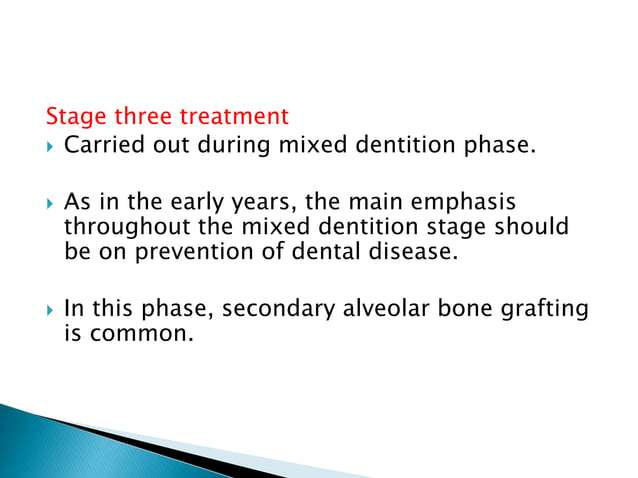 Stage three treatment
Carried out during mixed dentition phase.
As in the early years, the main emphasis
throughout the mixed dentition stage should
be on prevention of dental disease.
In this phase, secondary alveolar bone grafting
is common.